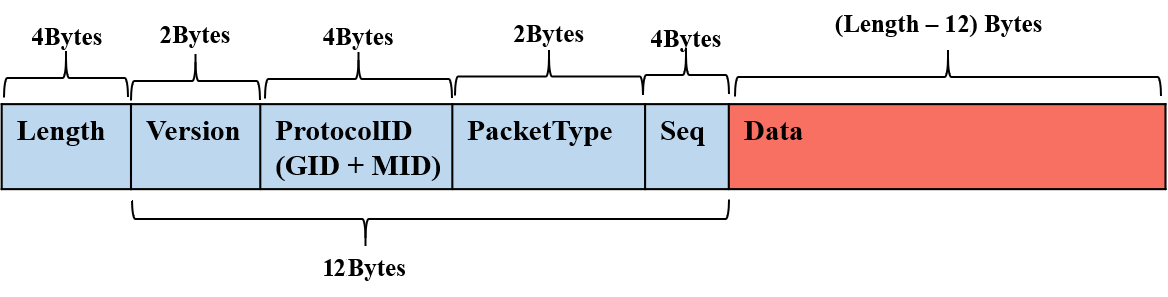 4Bytes
2Bytes
4Bytes
2Bytes
4Bytes
(Length – 12) Bytes
Length
Version
ProtocolID
(GID + MID)
PacketType
Seq
Data
12Bytes